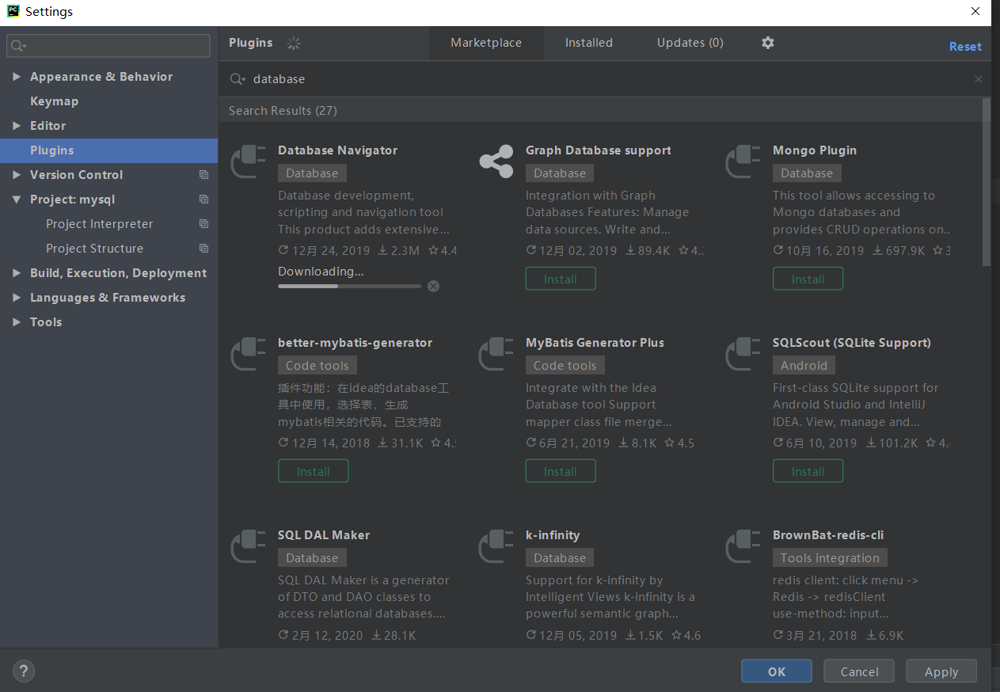 PC Settings
Plugins
Marketplace
Installed
Updates (0)
Reset
Appearance & Behavior
Keymap
Editor
Plugins
Version Control
Project: mysql
Project Interpreter
Project Structure
Build, Execution, Deployment
Languages & Frameworks
Tools
database
Search Results (27)
Database Navigator
Database
Database development,
scripting and navigation tool
This product adds extensive...
12月 24, 2019 2.3M 4.4
Downloading...
Graph Database support
Database
Integration with Graph
Databases Features: Manage
data sources. Write and...
12月 02, 2019 89.4K 4.
Install
Mongo Plugin
Database
This tool allows accessing to
Mongo databases and
provides CRUD operations on...
10月 16, 2019 697.9K 3
Install
better-mybatis-generator
Code tools
插件功能：在idea的database工
具中使用，选择表，生成
mybatis相关的代码。已支持的
12月 14, 2018 31.1K 4.
Install
MyBatis Generator Plus
Code tools
Integrate with the Idea
Database tool Support
mapper class file merge...
6月 21, 2019 8.1K 4.5
Install
SQLScout (SQLite Support)
Android
First-class SQLite support for
Android Studio and IntelliJ
IDEA. View, manage and...
6月 10, 2019 101.2K 4.
Install
SQL DAL Maker
Database
SQL DAL Maker is a generator
of DTO and DAO classes to
access relational databases....
2月 12, 2020 28.1K
k-infinity
Database
Support for k-infinity by
Intelligent Views k-infinity is a
powerful semantic graph...
12月 05, 2019 1.5K 4.6
BrownBat-redis-cli
Tools integration
redis client: click menu ->
Redis -> redisClient
use-method: input...
3月 21, 2018 6.9K
?
OK
Cancel
Apply